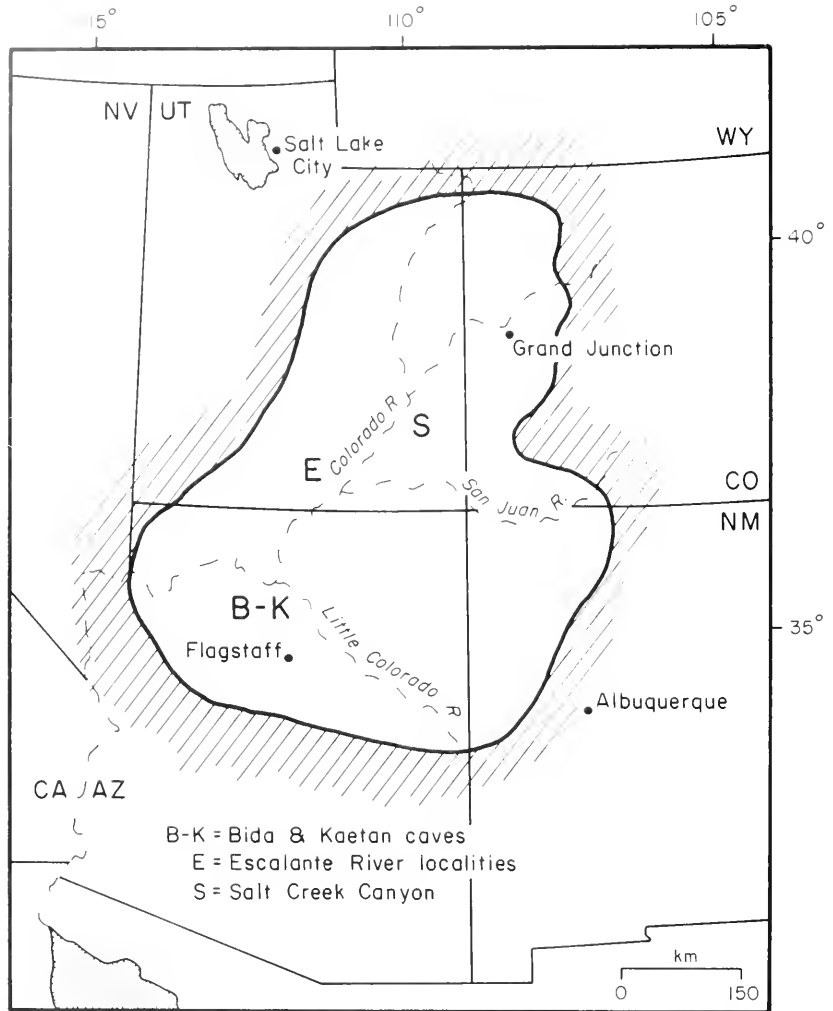 15° 110° 105°
NV UT
Salt Lake
City
WY
40°
Grand Junction
Colorado R.
S
E
San Juan R.
CO
NM
B-K
35°
Little Colorado R.
Flagstaff
Albuquerque
CA AZ
B-K = Bida & Kaetan caves
E = Escalante River localities
S = Salt Creek Canyon
km
0 150